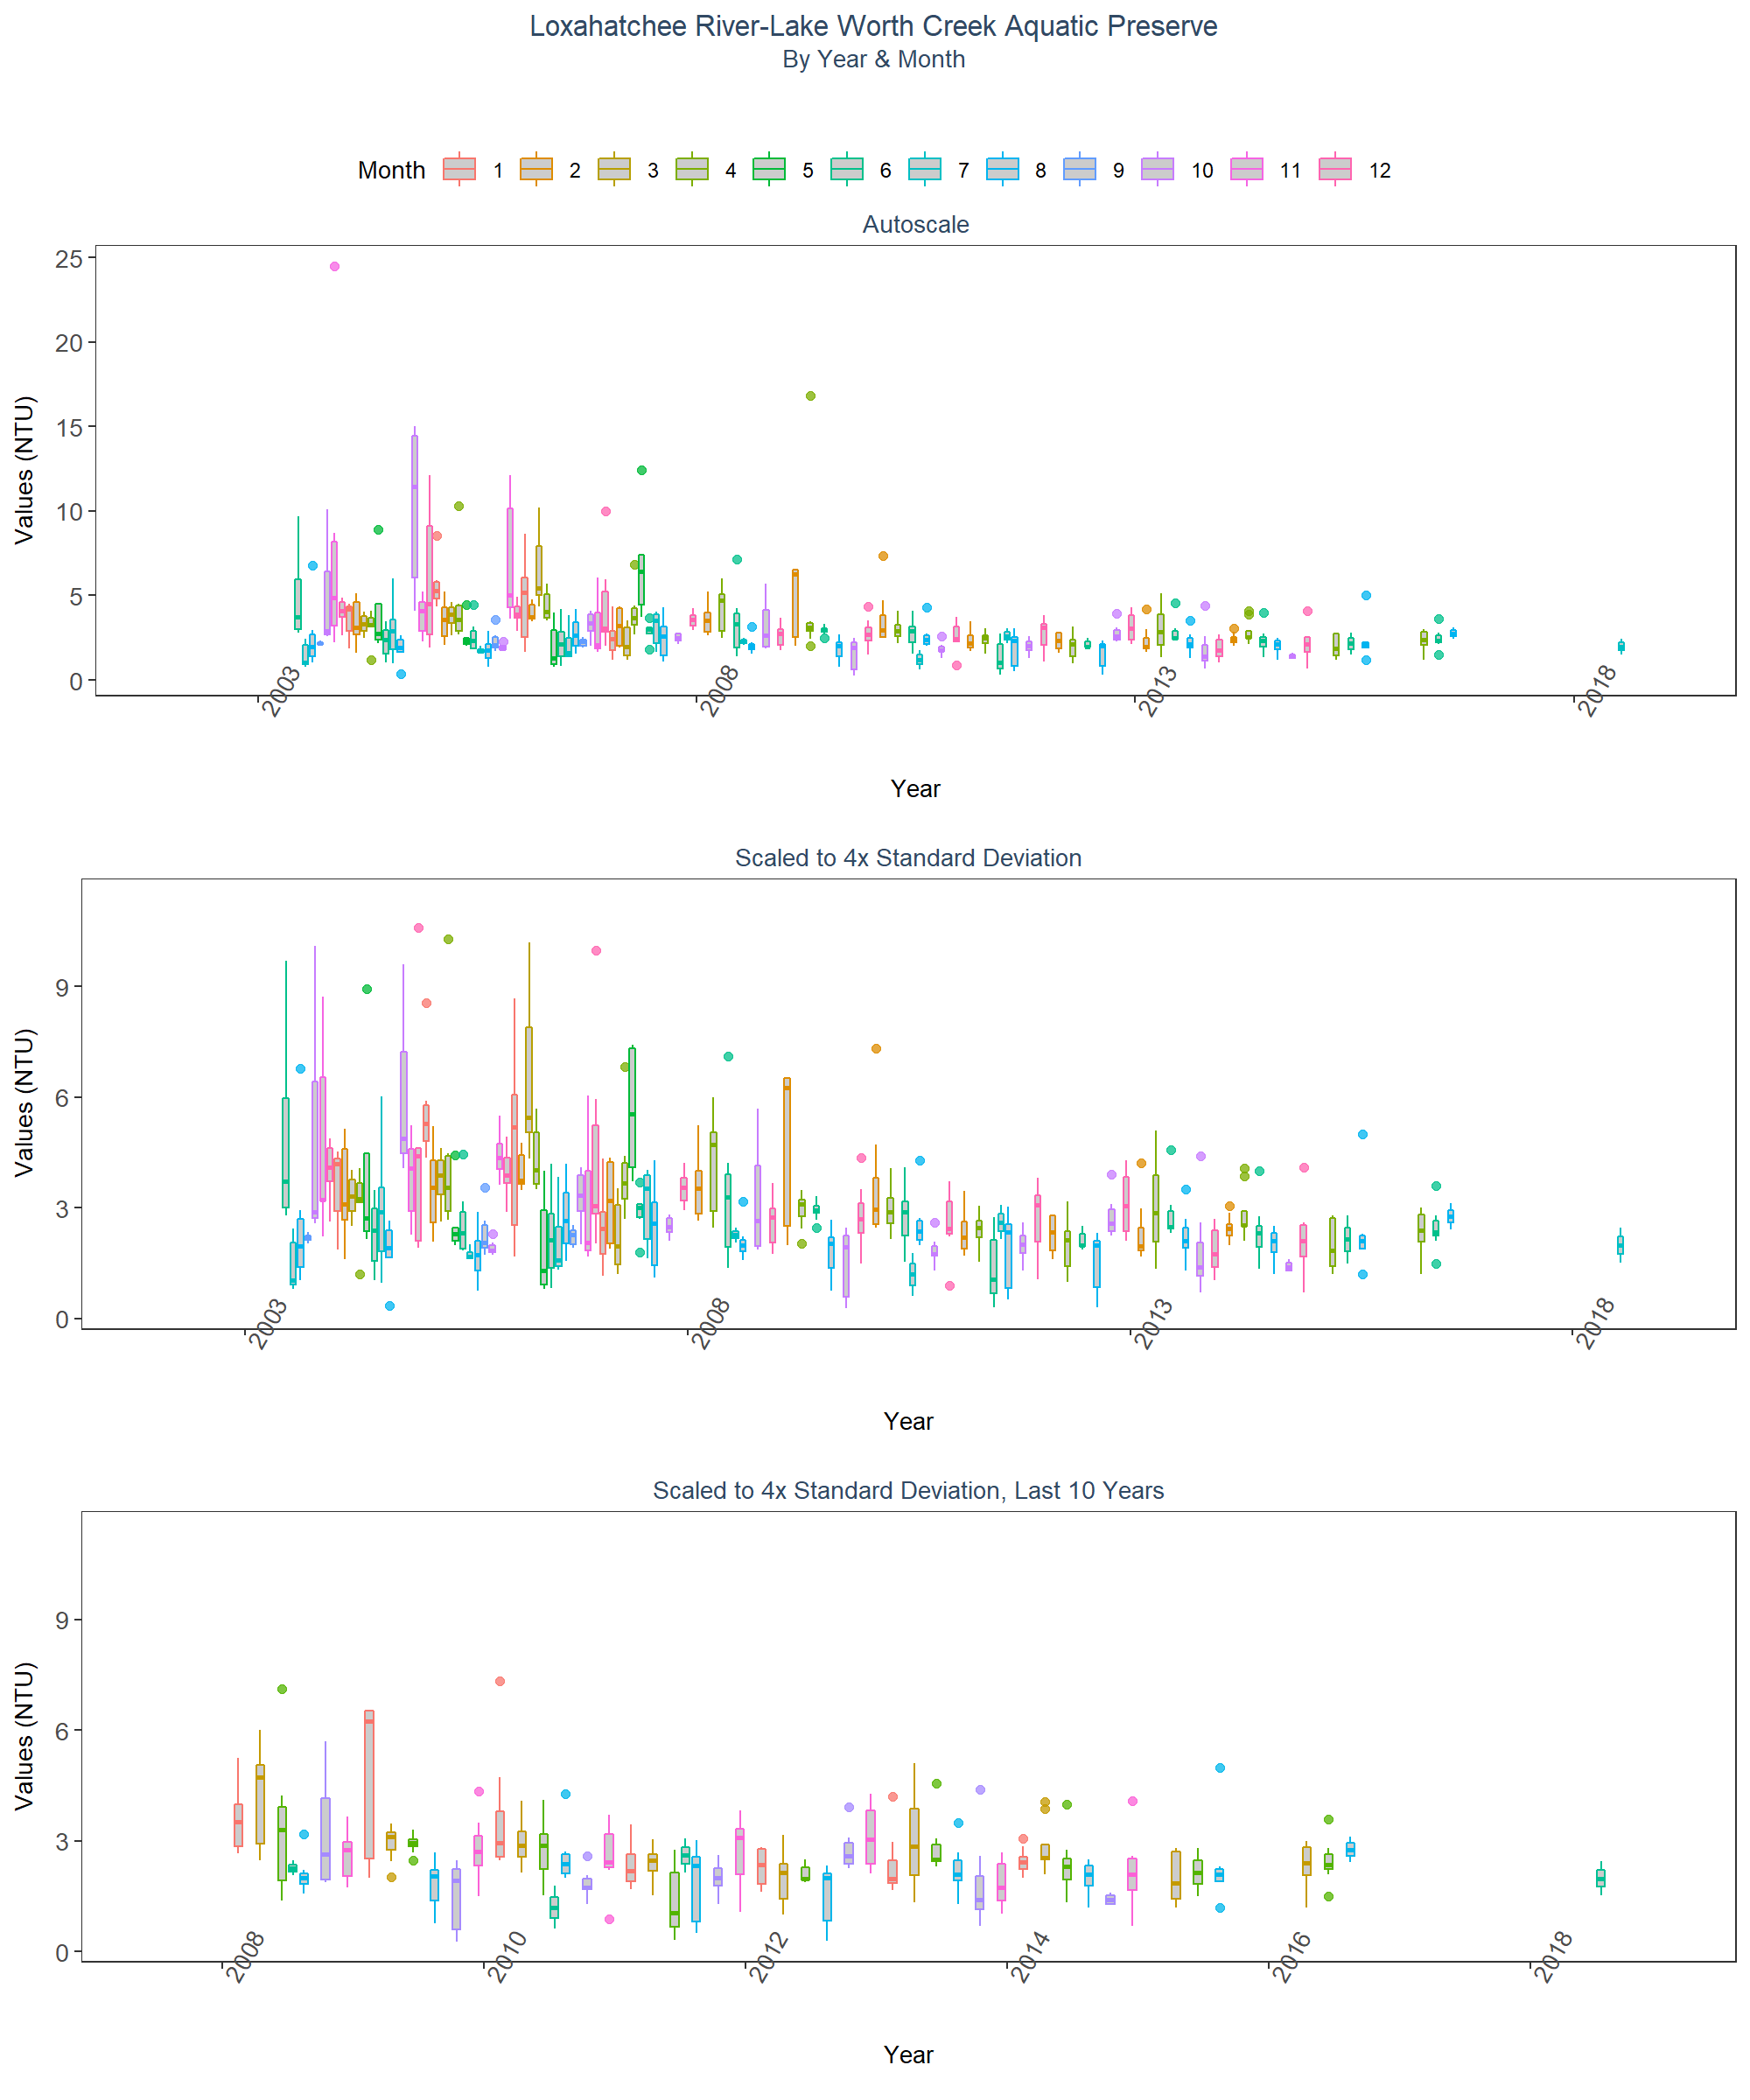 Loxahatchee River-Lake Worth Creek Aquatic Preserve
By Year & Month
Month 1 2 3 4 5 6 7 8 9 10 11 12
Autoscale
25
20
15
10
5
0
Values (NTU)
2003 2008 2013 2018
Year
Scaled to 4x Standard Deviation
9
6
3
0
Values (NTU)
2003 2008 2013 2018
Year
Scaled to 4x Standard Deviation, Last 10 Years
9
6
3
0
Values (NTU)
2008 2010 2012 2014 2016 2018
Year